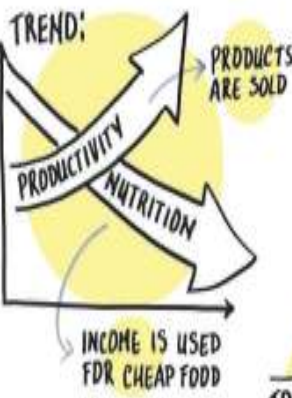 TREND:
PRODUCTS
ARE SOLD
PRODUCTIVITY
NUTRITION
INCOME IS USED
FOR CHEAP FOOD